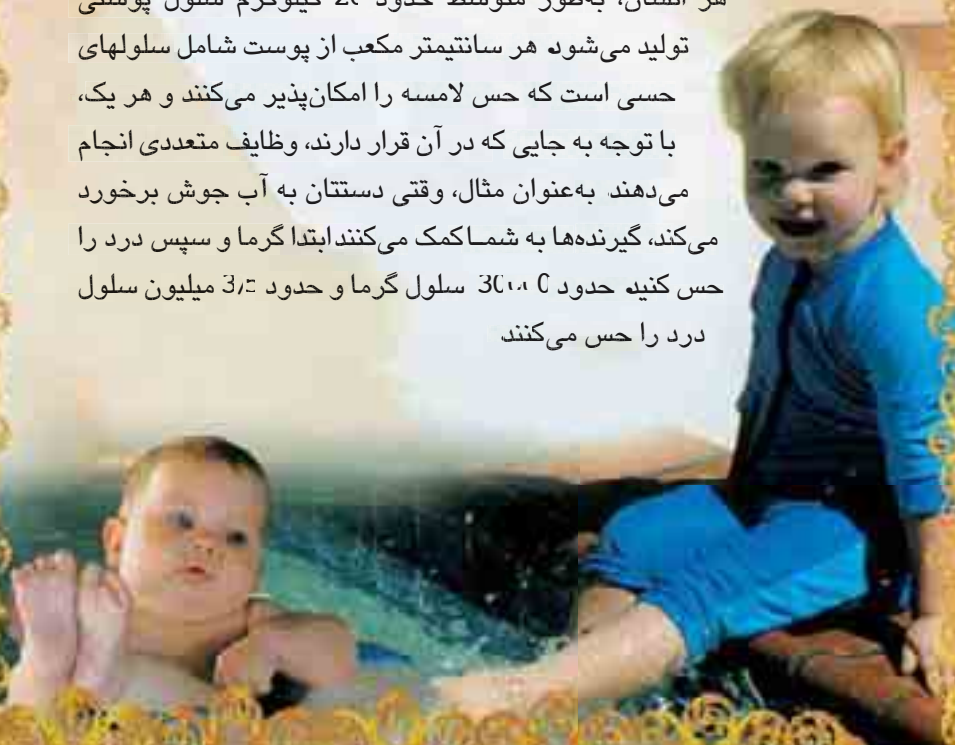 هر انسان، به‌طور متوسط حدود کیلوگرم سلول پوستی
تولید می‌شود. هر سانتیمتر مکعب از پوست شامل سلولهای
حسی است که حس لامسه را امکان‌پذیر می‌کنند و هر یک،
با توجه به جایی که در آن قرار دارند، وظایف متعددی انجام
می‌دهند به‌عنوان مثال، وقتی دستتان به آب جوش برخورد
می‌کند، گیرنده‌ها به شما کمک می‌کنند ابتدا گرما و سپس درد را
حس کنید. حدود سلول گرما و حدود میلیون سلول
درد را حس می‌کنند